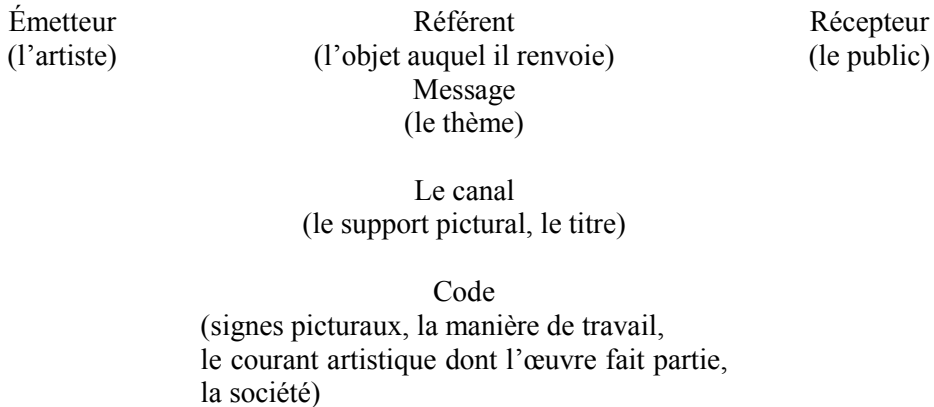 Émetteur Référent Récepteur
(l’artiste) (l’objet auquel il renvoie) (le public)
Message
(le thème)
Le canal
(le support pictural, le titre)
Code
(signes picturaux, la manière de travail,
le courant artistique dont l’œuvre fait partie,
la société)